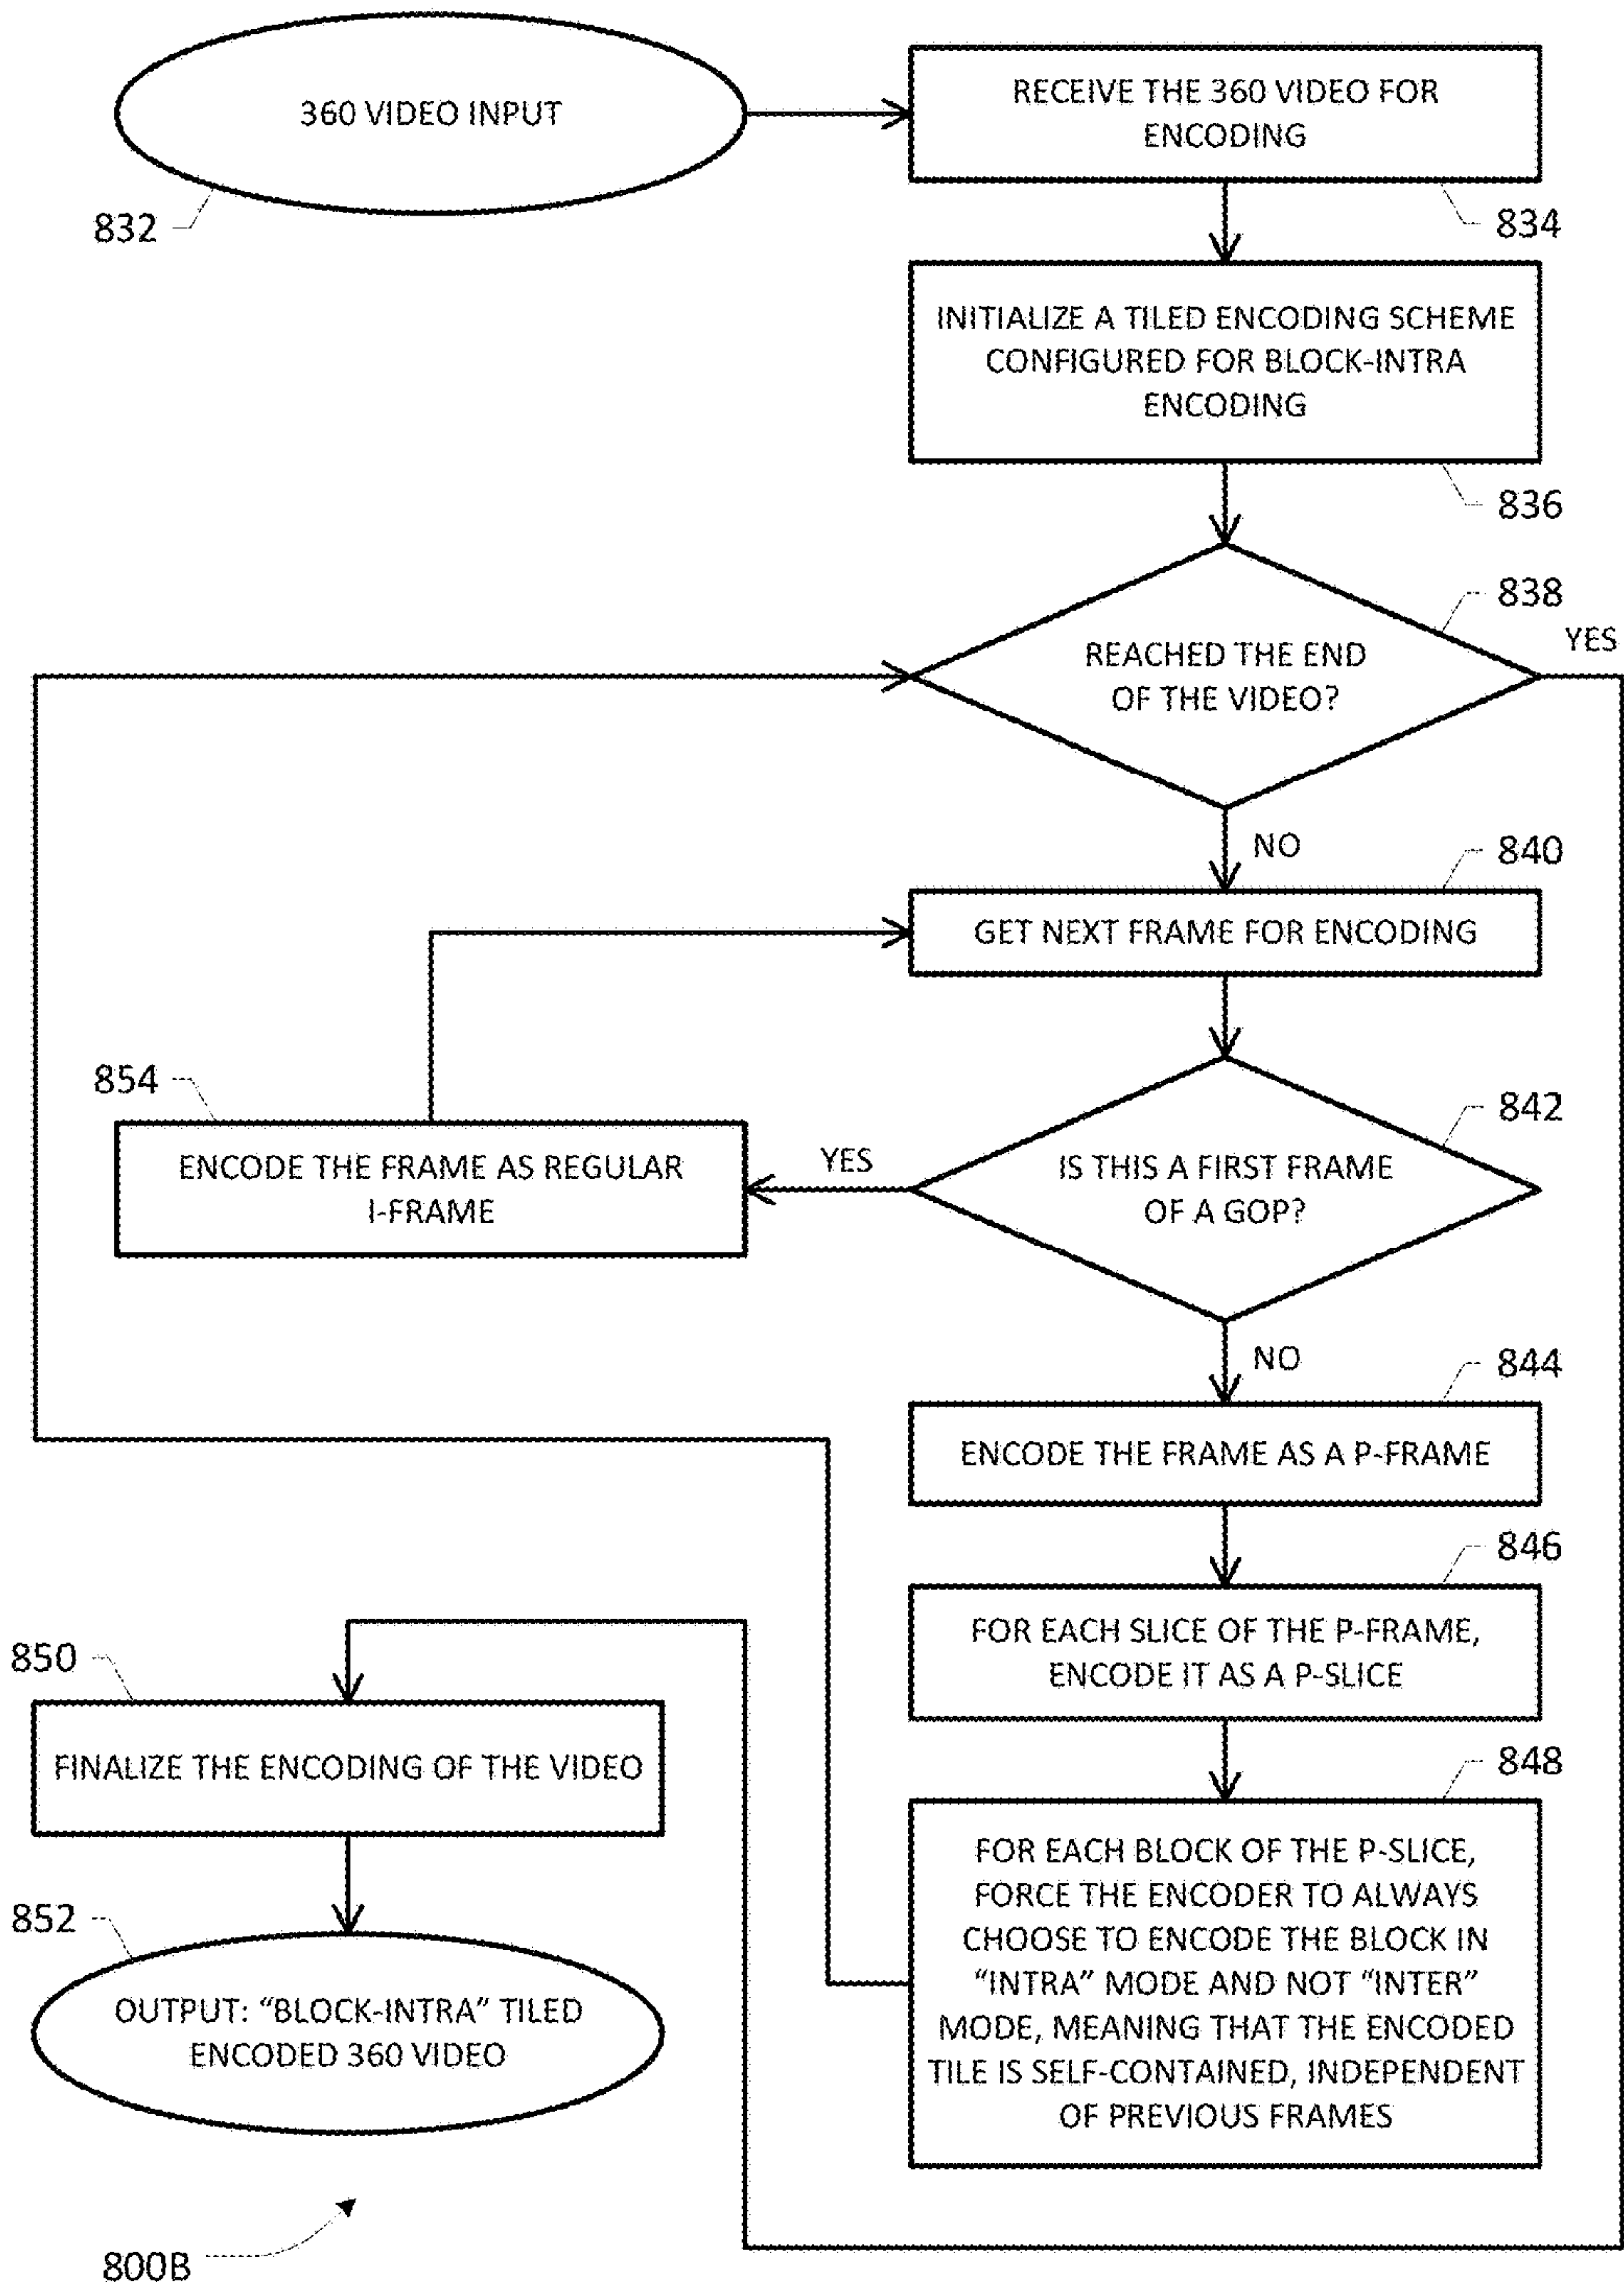 360 VIDEO INPUT
832
RECEIVE THE 360 VIDEO FOR
ENCODING
834
INITIALIZE A TILED ENCODING SCHEME
CONFIGURED FOR BLOCK-INTRA
ENCODING
836
838
YES
REACHED THE END
OF THE VIDEO?
NO
840
GET NEXT FRAME FOR ENCODING
854
ENCODE THE FRAME AS REGULAR
I-FRAME
YES
842
IS THIS A FIRST FRAME
OF A GOP?
NO
844
ENCODE THE FRAME AS A P-FRAME
846
FOR EACH SLICE OF THE P-FRAME,
ENCODE IT AS A P-SLICE
848
FOR EACH BLOCK OF THE P-SLICE,
FORCE THE ENCODER TO ALWAYS
CHOOSE TO ENCODE THE BLOCK IN
“INTRA” MODE AND NOT “INTER”
MODE, MEANING THAT THE ENCODED
TILE IS SELF-CONTAINED, INDEPENDENT
OF PREVIOUS FRAMES
850
FINALIZE THE ENCODING OF THE VIDEO
852
OUTPUT: “BLOCK-INTRA” TILED
ENCODED 360 VIDEO
800B